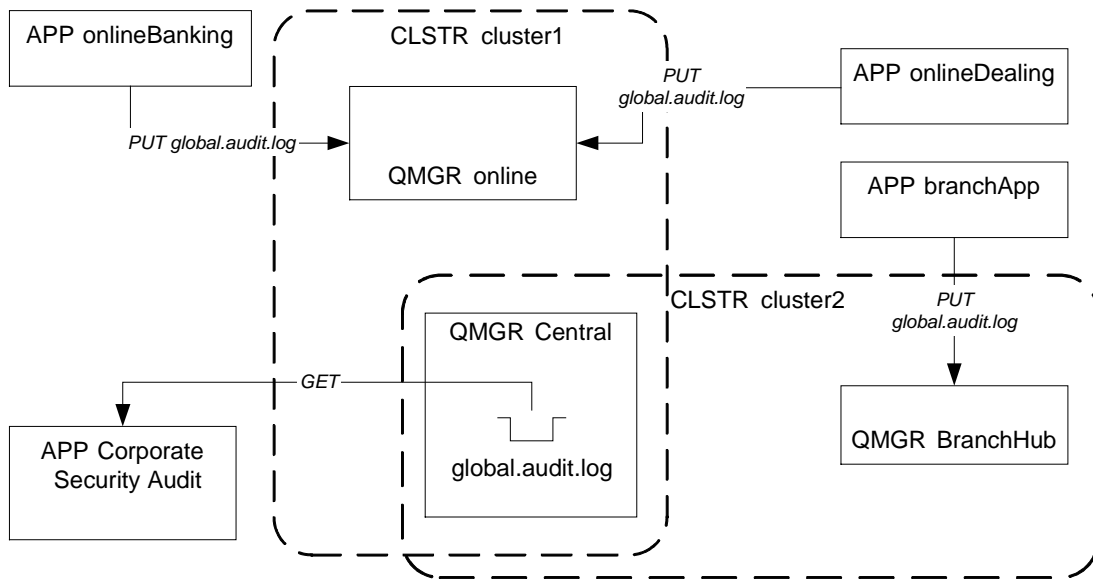 APP onlineBanking
CLSTR cluster1
PUT
global.audit.log
APP onlineDealing
PUT global.audit.log
QMGR online
APP branchApp
CLSTR cluster2
PUT
global.audit.log
QMGR Central
GET
global.audit.log
APP Corporate
Security Audit
QMGR BranchHub